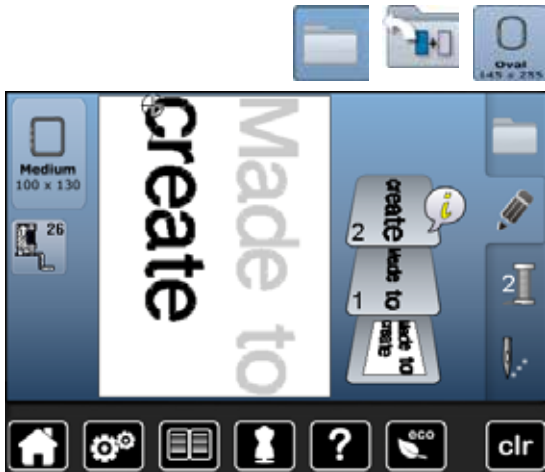 Oval
145 x 255
Medium
100 x 130
26
create
Made to
2
create
1
Made to
Made to
create
2
i
?
eco
clr